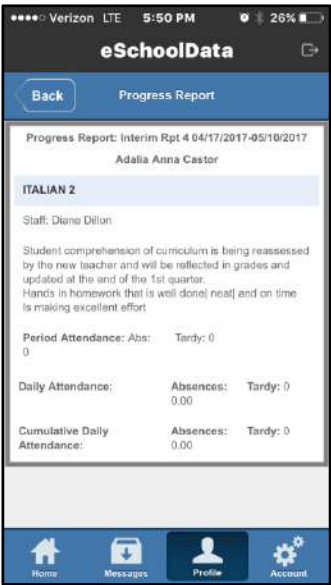 Verizon LTE 5:50 PM 26%
eSchoolData
Back Progress Report
Progress Report: Interim Rpt 4 04/17/2017-05/10/2017
Adalia Anna Castor
ITALIAN 2
Staff: Diane Dillon
Student comprehension of curriculum is being reassessed
by the new teacher and will be reflected in grades and
updated at the end of the 1st quarter.
Hands in homework that is well done| neat| and on time
Is making excellent effort
Period Attendance: Abs: Tardy: 0
0
Daily Attendance: Absences: Tardy: 0
0.00
Cumulative Daily Absences: Tardy: 0
Attendance: 0.00
Home Messages Profile Account